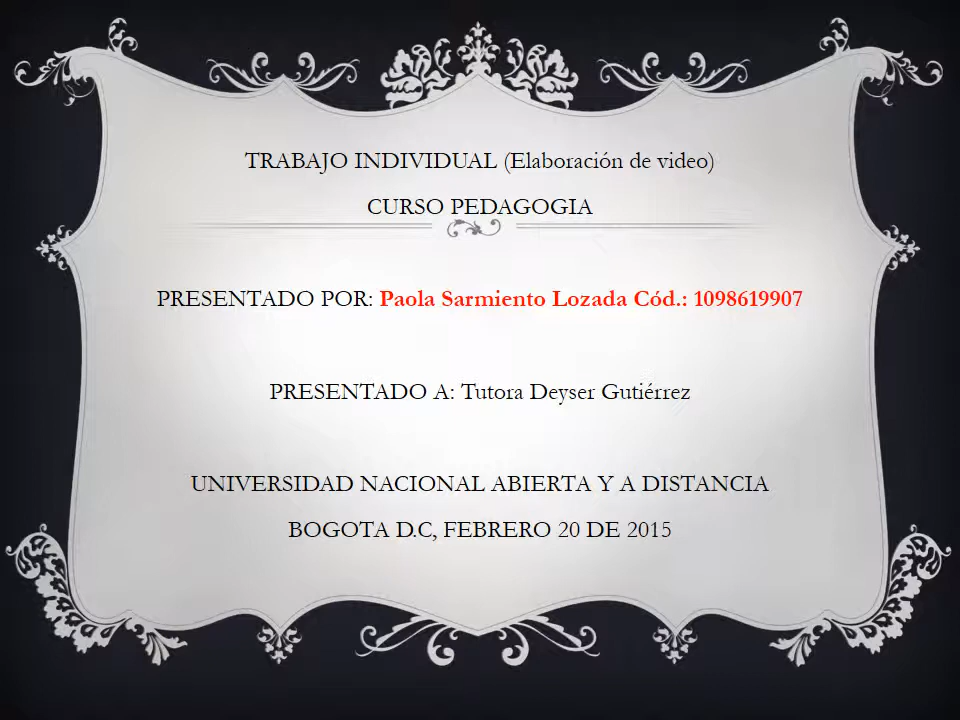 TRABAJO INDIVIDUAL (Elaboración de video)
CURSO PEDAGOGIA
PRESENTADO POR: Paola Sarmiento Lozada Cód.: 1098619907
PRESENTADO A: Tutora Deyser Gutiérrez
UNIVERSIDAD NACIONAL ABIERTA Y A DISTANCIA
BOGOTA D.C, FEBRERO 20 DE 2015